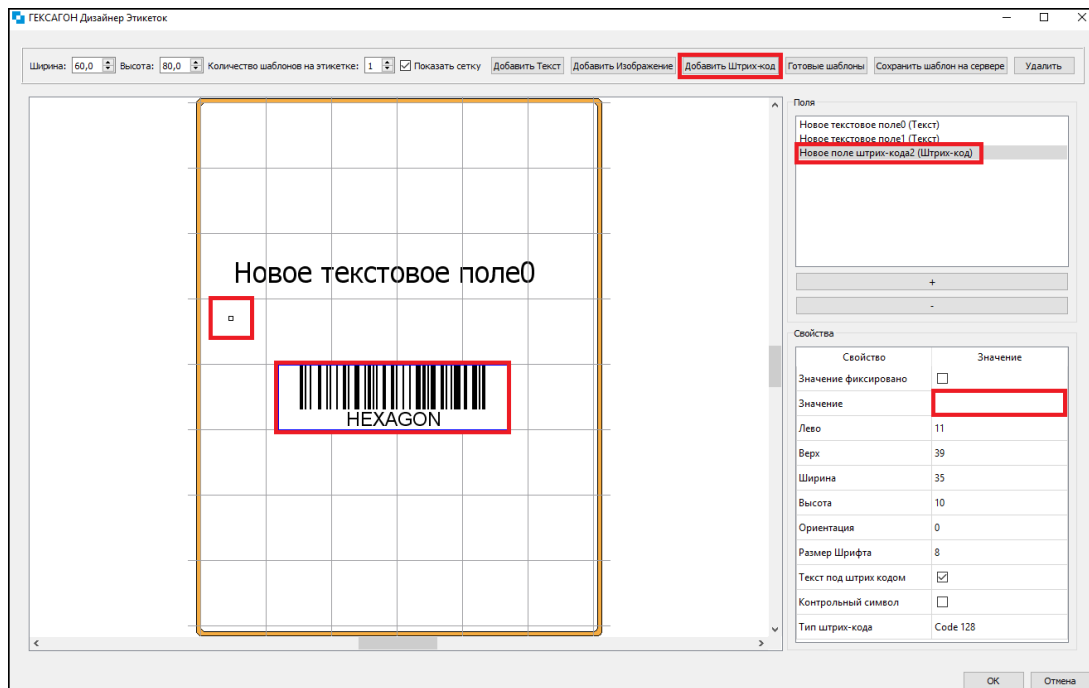 ГЕКСАГОН Дизайнер Этикеток
Ширина: 60,0 Высота: 80,0 Количество шаблонов на этикетке: 1 Показать сетку Добавить Текст Добавить Изображение Добавить Штрих-код Готовые шаблоны Сохранить шаблон на сервере Удалить
Новое текстовое поле0
HEXAGON
Поля
Новое текстовое поле0 (Текст)
Новое текстовое поле1 (Текст)
Новое поле штрих-кода2 (Штрих-код)
+
-
Свойства
Свойство Значение
Значение фиксировано
Значение
Лево 11
Верх 39
Ширина 35
Высота 10
Ориентация 0
Размер Шрифта 8
Текст под штрих кодом
Контрольный символ
Тип штрих-кода Code 128
OK Отмена